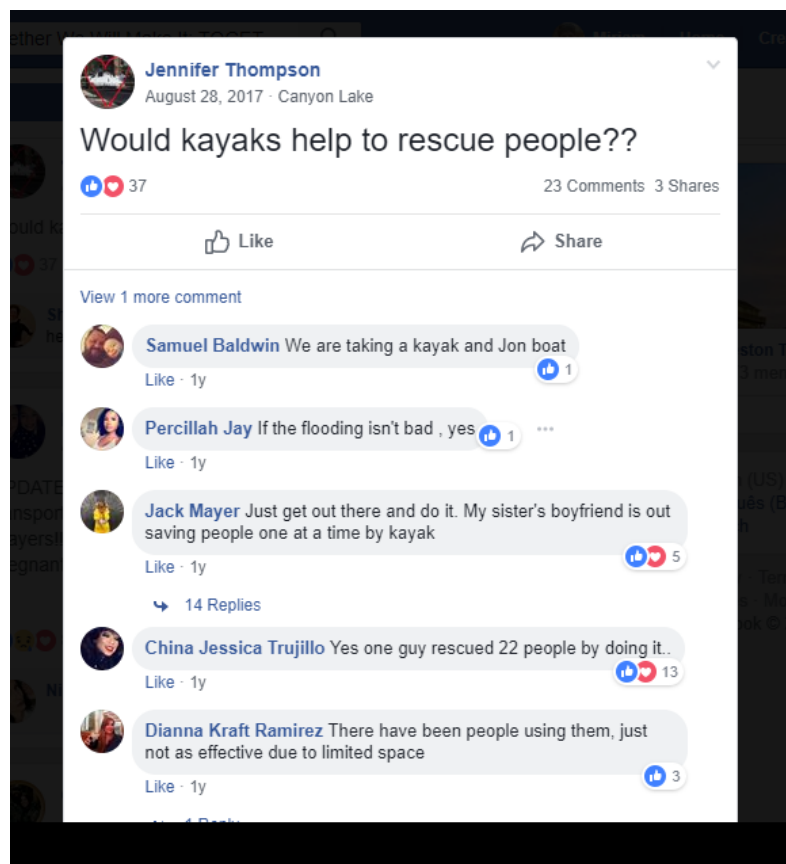 Jennifer Thompson
August 28, 2017 · Canyon Lake
Would kayaks help to rescue people??
37
23 Comments 3 Shares
Like
Share
View 1 more comment
Samuel Baldwin We are taking a kayak and Jon boat
1
Like · 1y
Percillah Jay If the flooding isn't bad , yes
1
Like · 1y
Jack Mayer Just get out there and do it. My sister's boyfriend is out
saving people one at a time by kayak
5
Like · 1y
14 Replies
China Jessica Trujillo Yes one guy rescued 22 people by doing it..
13
Like · 1y
Dianna Kraft Ramirez There have been people using them, just
not as effective due to limited space
3
Like · 1y
1 Reply